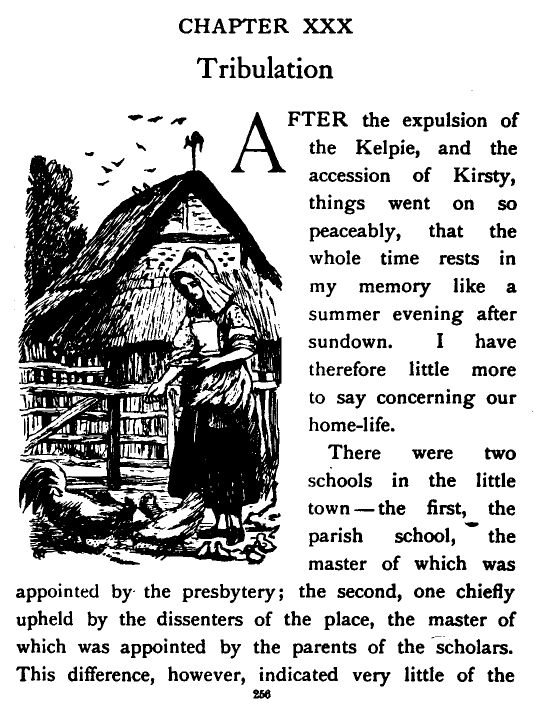 CHAPTER XXX
Tribulation
AFTER the expulsion of
the Kelpie, and the
accession of Kirsty,
things went on so
peaceably, that the
whole time rests in
my memory like a
summer evening after
sundown. I have
therefore little more
to say concerning our
home-life.
There were two
schools in the little
town—the first, the
parish school, the
master of which was
appointed by the presbytery; the second, one chiefly
upheld by the dissenters of the place, the master of
which was appointed by the parents of the scholars.
This difference, however, indicated very little of the
256